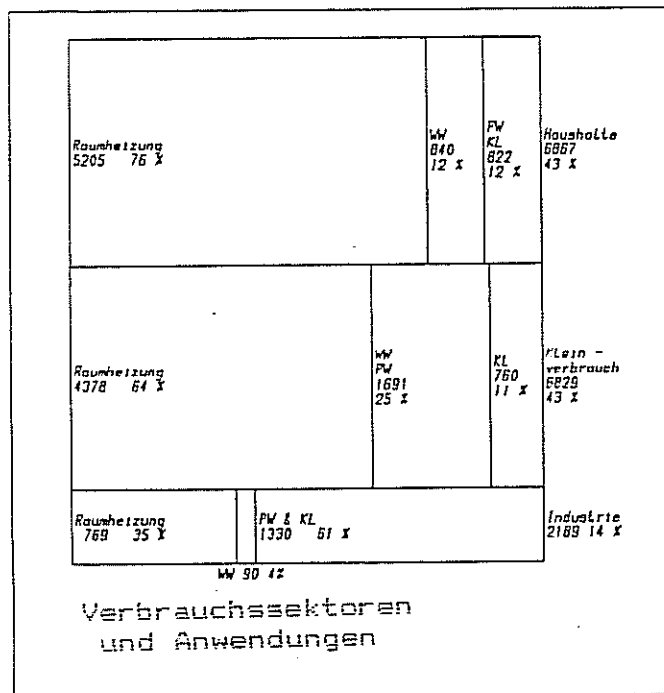 Raumheizung
5205 76 %
WW
840
12 %
PW
KL
822
12 %
Haushalte
6867
43 %
Raumheizung
4378 64 %
WW
PW
1691
25 %
KL
760
11 %
Klein -
verbrauch
6829
43 %
Raumheizung
769 35 %
PW & KL
1330 61 %
Industrie
2189 14 %
WW 90 4%
Verbrauchssektoren
und Anwendungen